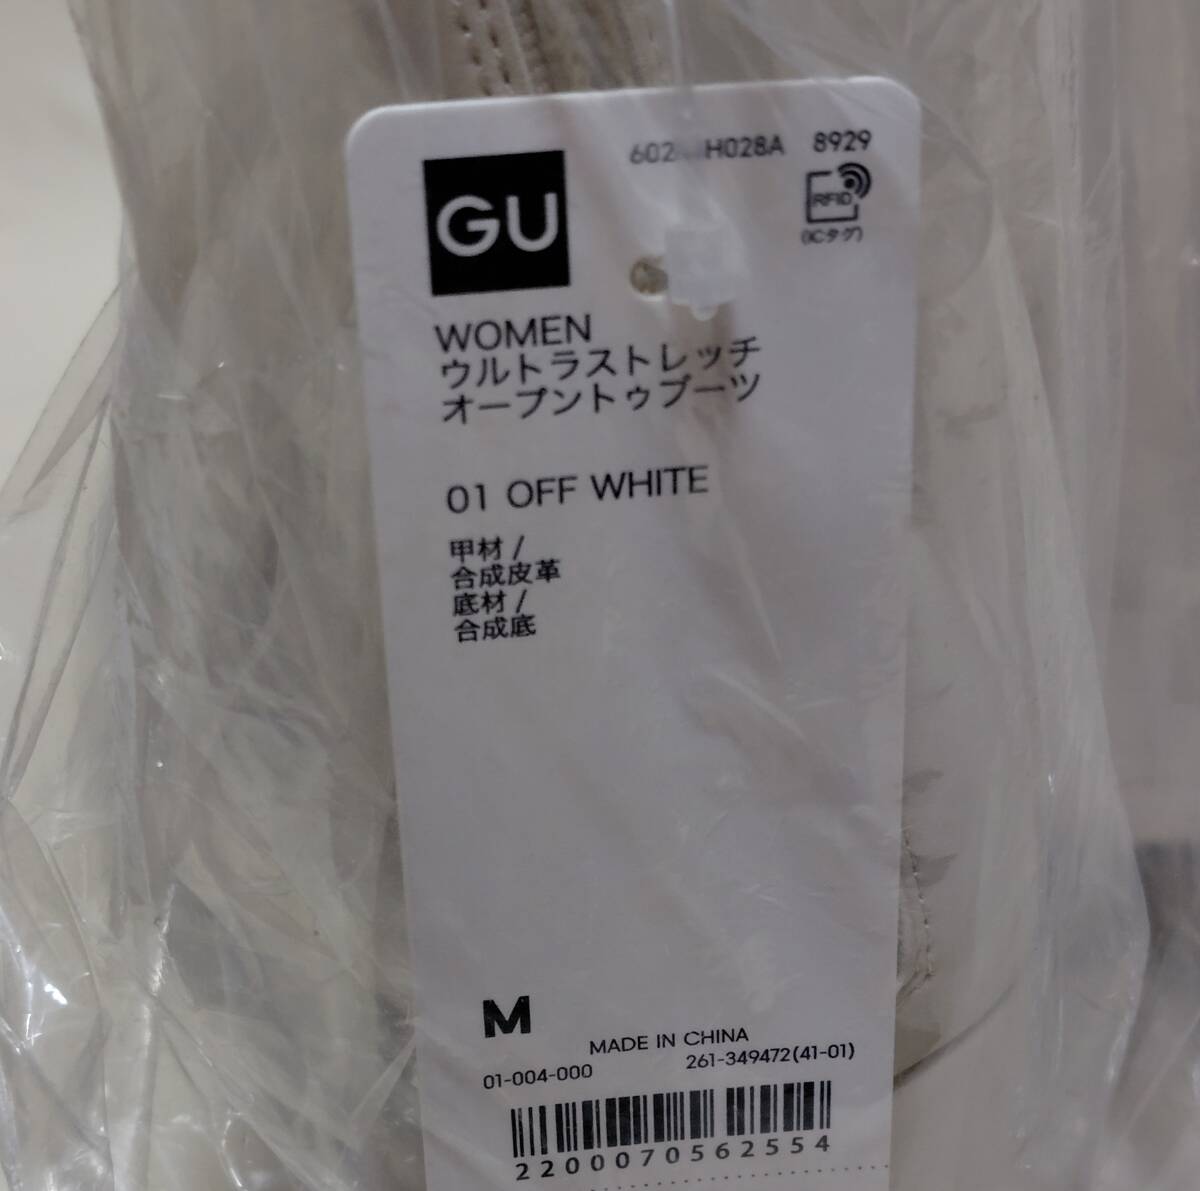 GU
8929
RFID
(ICタグ)
WOMEN
ウルトラストレッチ
オープントゥブーツ
01 OFF WHITE
甲材 /
合成皮革
底材 /
合成底
M
MADE IN CHINA
01-004-000
261-349472(41-01)
2200070562554